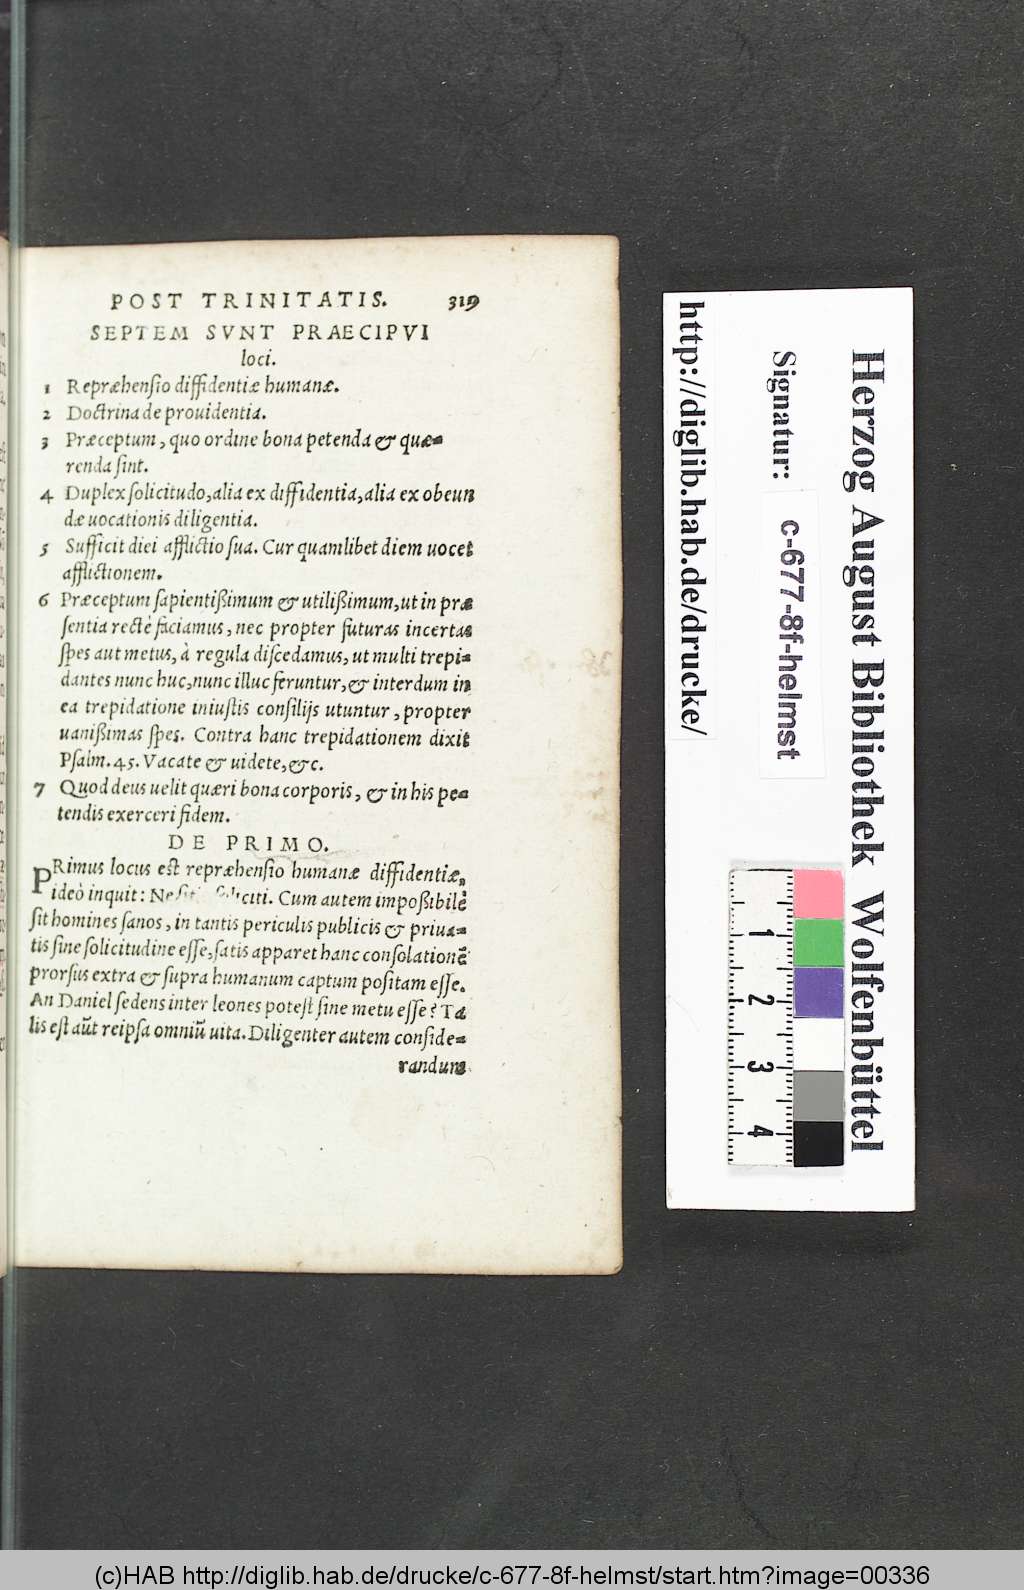 POST TRINITATIS. 319
SEPTEM SVNT PRAECIPVI
loci.
1 Repræhensio diffidentiæ humanæ.
2 Doctrina de prouidentia.
3 Præceptum, quo ordine bona petenda & quæ=
renda sint.
4 Duplex solicitudo, alia ex diffidentia, alia ex obeun
dæ uocationis diligentia.
5 Sufficit diei afflictio sua. Cur quamlibet diem uocet
afflictionem.
6 Præceptum sapientißimum & utilißimum, ut in præ
sentia rectè faciamus, nec propter futuras incertas
spes aut metus, à regula discedamus, ut multi trepi=
dantes nunc huc, nunc illuc feruntur, & interdum in
ea trepidatione iniustis consilijs utuntur, propter
uanißimas spes. Contra hanc trepidationem dixit
Psalm. 45. Vacate & uidete, &c.
7 Quod deus uelit quæri bona corporis, & in his pe=
tendis exerceri fidem.
DE PRIMO.
PRimus locus est repræhensio humanæ diffidentiæ,
ideò inquit: Ne Cum autem impoßibile
sit homines sanos, in tantis periculis publicis & priua=
tis sine solicitudine esse, satis apparet hanc consolationē
prorsus extra & supra humanum captum positam esse.
An Daniel sedens inter leones potest sine metu esse? Ta
lis est aūt reipsa omniū uita. Diligenter autem conside=
randum
http://diglib.hab.de/drucke/
Signatur: c-677-8f-helmst
Herzog August Bibliothek Wolfenbüttel
1
2
3
4
(c)HAB http://diglib.hab.de/drucke/c-677-8f-helmst/start.htm?image=00336